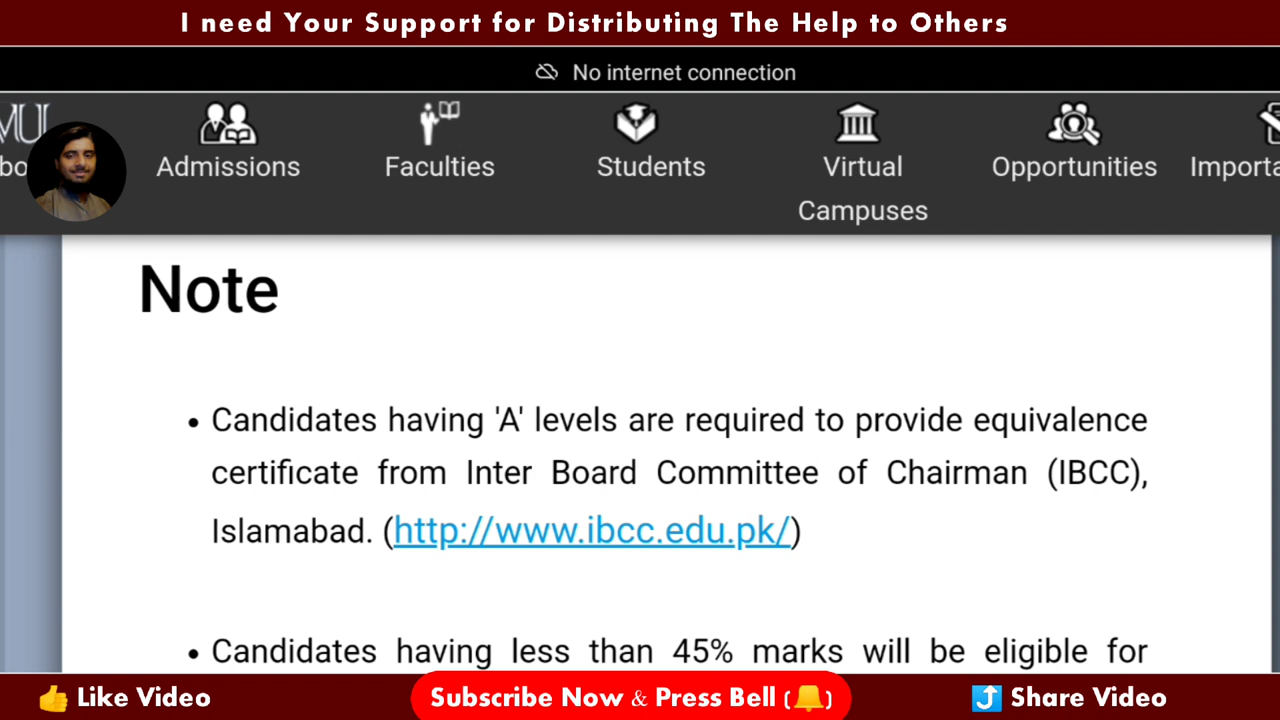 I need Your Support for Distributing The Help to Others
No internet connection
Admissions
Faculties
Students
Virtual
Campuses
Opportunities
Note
• Candidates having 'A' levels are required to provide equivalence
certificate from Inter Board Committee of Chairman (IBCC),
Islamabad. (http://www.ibcc.edu.pk/)
• Candidates having less than 45% marks will be eligible for
👍 Like Video
Subscribe Now & Press Bell (🔔)
⤴️ Share Video